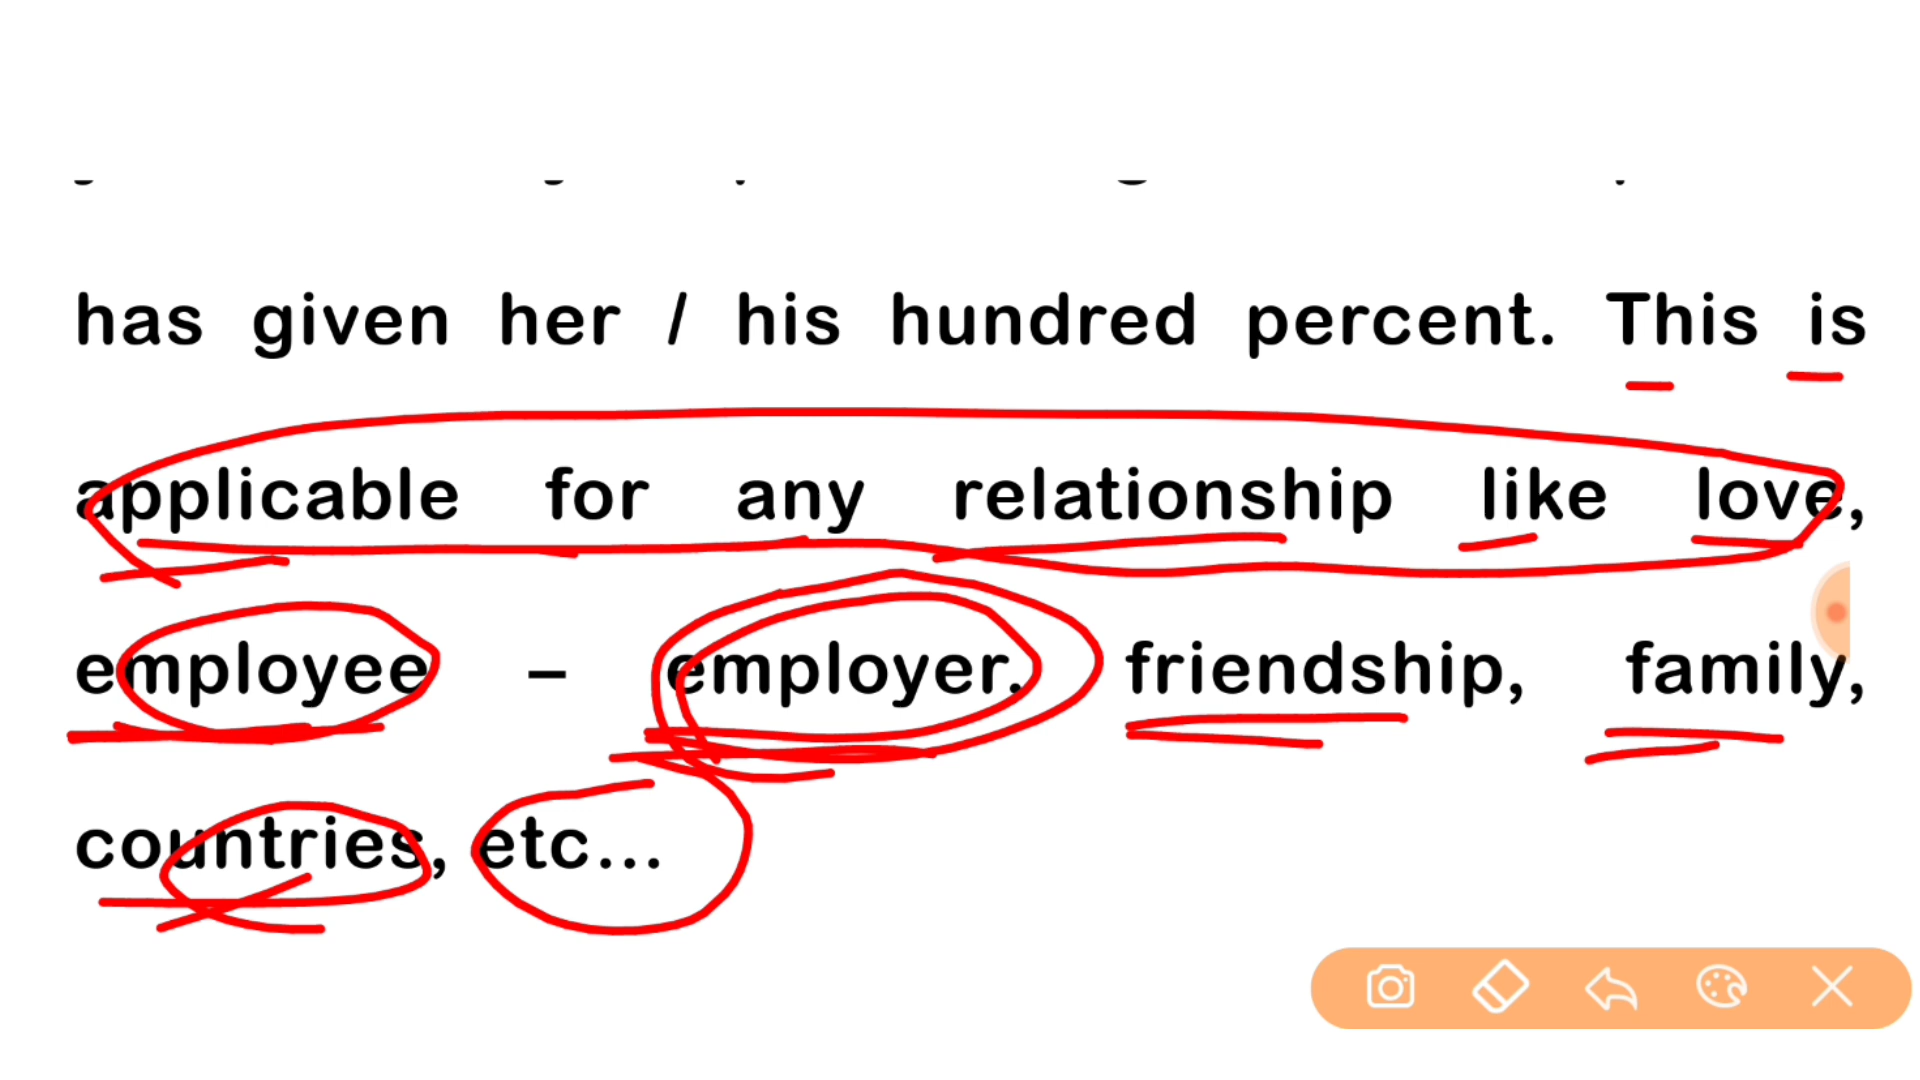 has given her / his hundred percent. This is
applicable for any relationship like love,
employee – employer. friendship, family,
countries, etc...